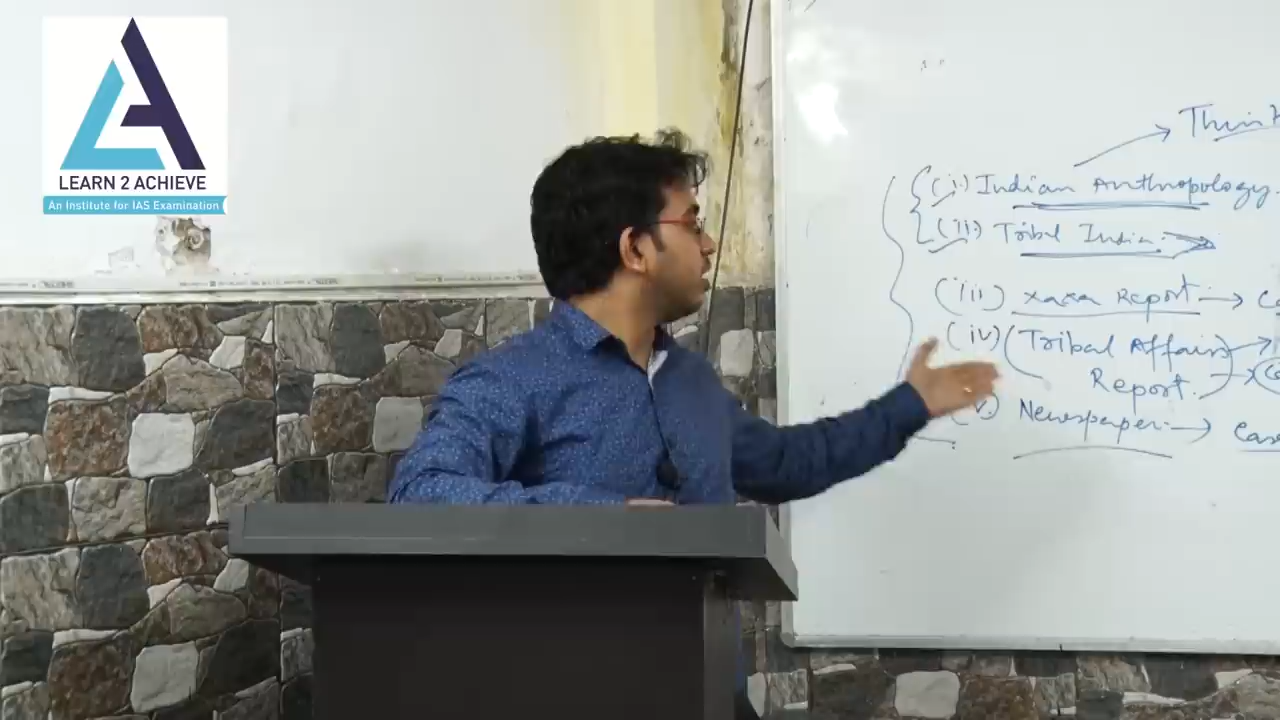 LEARN 2 ACHIEVE
An Institute for IAS Examination
(i) Indian Anthropology
(ii) Tribal India
(iii) xaxa Report →
(iv) (Tribal Affairs) →
Report. →
Newspaper →